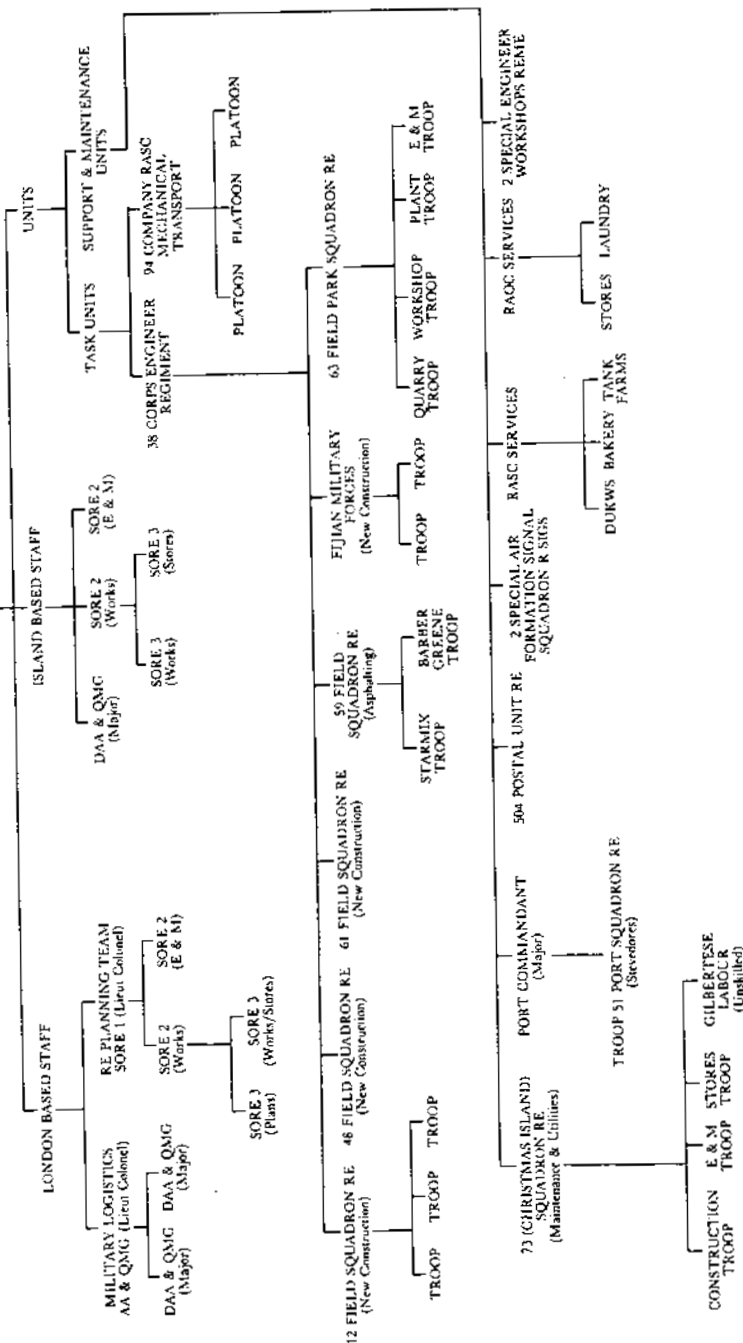 LONDON BASED STAFF
ISLAND BASED STAFF
UNITS
MILITARY LOGISTICS
AA & QMG (Lieut Colonel)
RE PLANNING TEAM
SORE 1 (Lieut Colonel)
DAA & QMG
(Major)
DAA & QMG
(Major)
SORE 2
(Works)
SORE 2
(E & M)
SORE 3
(Plans)
SORE 3
(Works/Stores)
DAA & QMG
(Major)
SORE 2
(Works)
SORE 2
(E & M)
SORE 3
(Works)
SORE 3
(Stores)
TASK UNITS
SUPPORT & MAINTENANCE
UNITS
38 CORPS ENGINEER
REGIMENT
94 COMPANY RASC
MECHANICAL
TRANSPORT
PLATOON
PLATOON
PLATOON
12 FIELD SQUADRON RE
(New Construction)
48 FIELD SQUADRON RE
(New Construction)
61 FIELD SQUADRON RE
(New Construction)
59 FIELD
SQUADRON RE
(Asphalting)
FIJIAN MILITARY
FORCES
(New Construction)
63 FIELD PARK SQUADRON RE
TROOP
TROOP
TROOP
STARMIX
TROOP
BARBER
GREENE
TROOP
TROOP
TROOP
QUARRY
TROOP
WORKSHOP
TROOP
PLANT
TROOP
E & M
TROOP
73 (CHRISTMAS ISLAND)
SQUADRON RE
(Maintenance & Utilities)
PORT COMMANDANT
(Major)
504 POSTAL UNIT RE
2 SPECIAL AIR
FORMATION SIGNAL
SQUADRON R SIGS
RASC SERVICES
RAOC SERVICES
2 SPECIAL ENGINEER
WORKSHOPS REME
TROOP 51 PORT SQUADRON RE
(Stevedores)
DUKWS
BAKERY
TANK
FARMS
STORES
LAUNDRY
CONSTRUCTION
TROOP
E & M
TROOP
STORES
TROOP
GILBERTESE
LABOUR
(Unskilled)